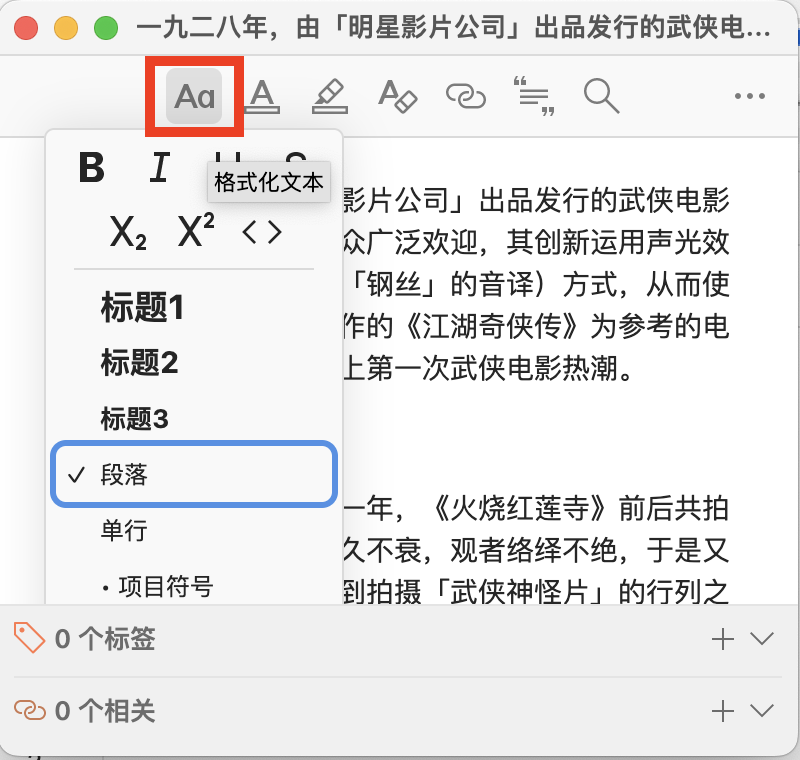 一九二八年，由「明星影片公司」出品发行的武侠电...
Aa A A
B I U S
格式化文本
X₂ X² < >
标题1
标题2
标题3
✓ 段落
单行
• 项目符号
影片公司」出品发行的武侠电影
众广泛欢迎，其创新运用声光效
「钢丝」的音译）方式，从而使
作的《江湖奇侠传》为参考的电
上第一次武侠电影热潮。
一年，《火烧红莲寺》前后共拍
久不衰，观者络绎不绝，于是又
到拍摄「武侠神怪片」的行列之
0 个标签
0 个相关